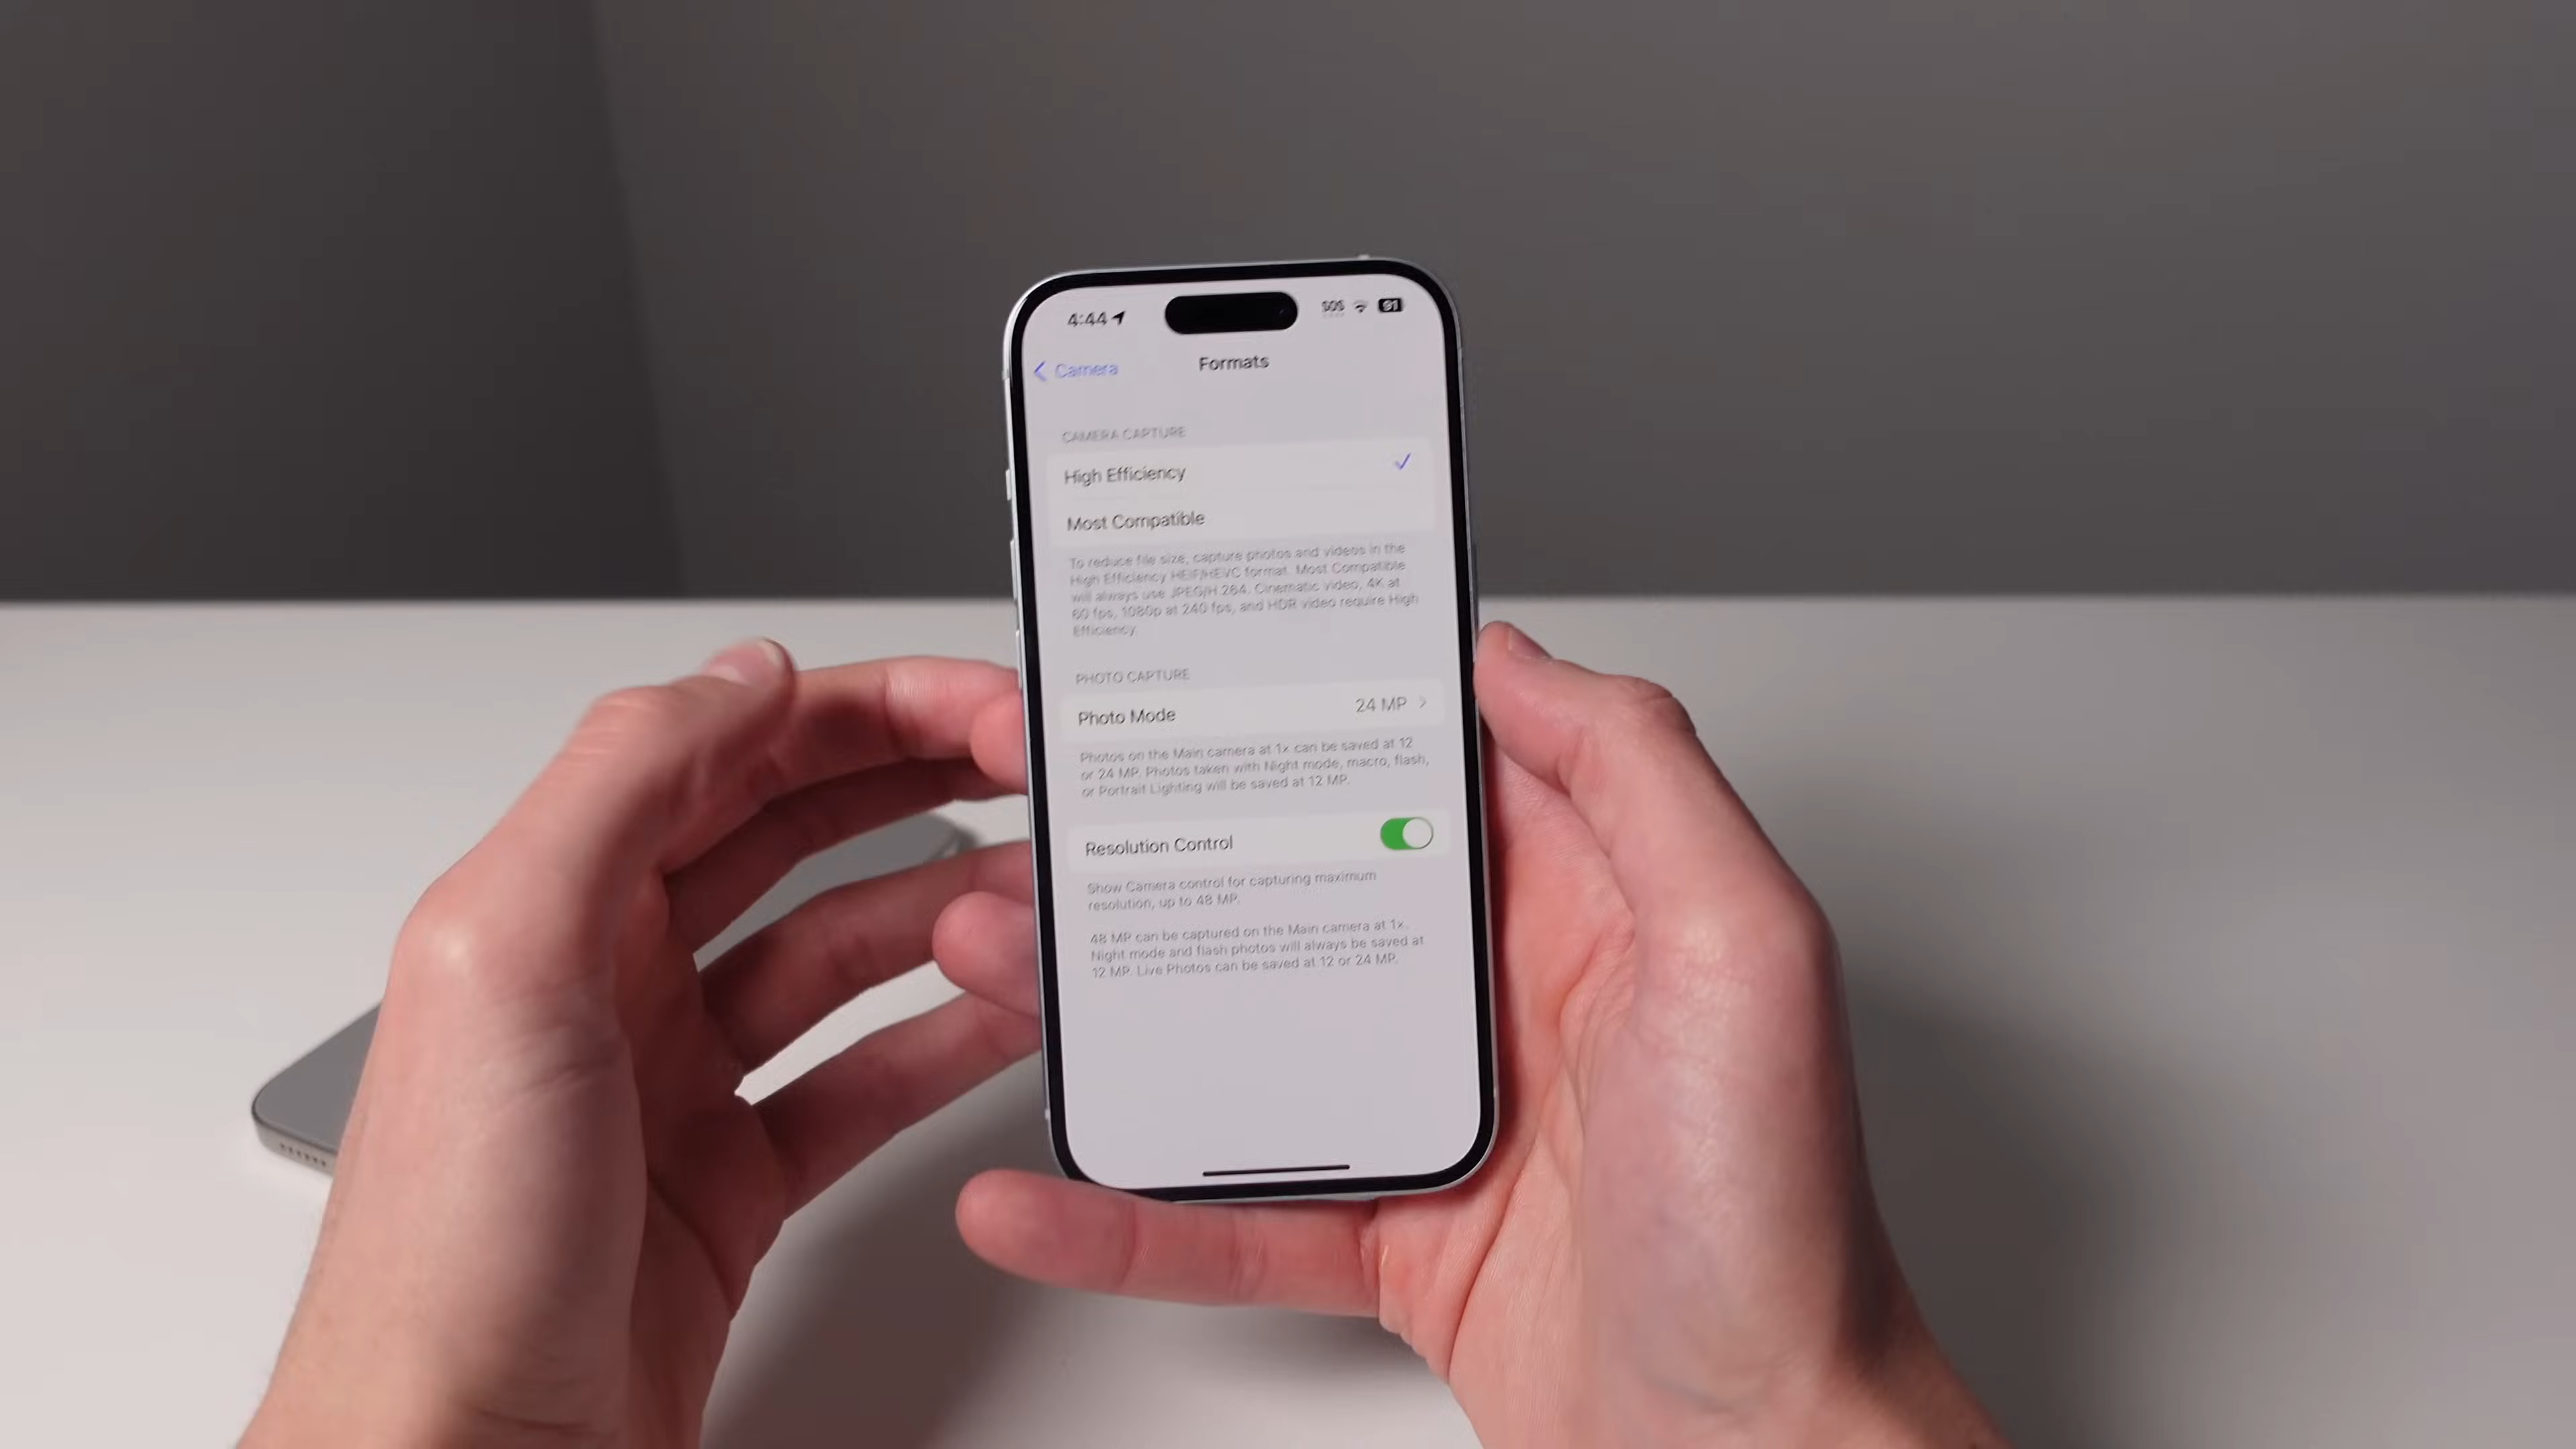 4:44
SOS
91
Camera
Formats
CAMERA CAPTURE
High Efficiency
Most Compatible
To reduce file size, capture photos and videos in the
High Efficiency HEIF/HEVC format. Most Compatible
will always use JPEG/H.264. Cinematic video, 4K at
60 fps, 1080p at 240 fps, and HDR video require High
Efficiency.
PHOTO CAPTURE
Photo Mode
24 MP
Photos on the Main camera at 1x can be saved at 12
or 24 MP. Photos taken with Night mode, macro, flash,
or Portrait Lighting will be saved at 12 MP.
Resolution Control
Show Camera control for capturing maximum
resolution, up to 48 MP.
48 MP can be captured on the Main camera at 1x.
Night mode and flash photos will always be saved at
12 MP. Live Photos can be saved at 12 or 24 MP.